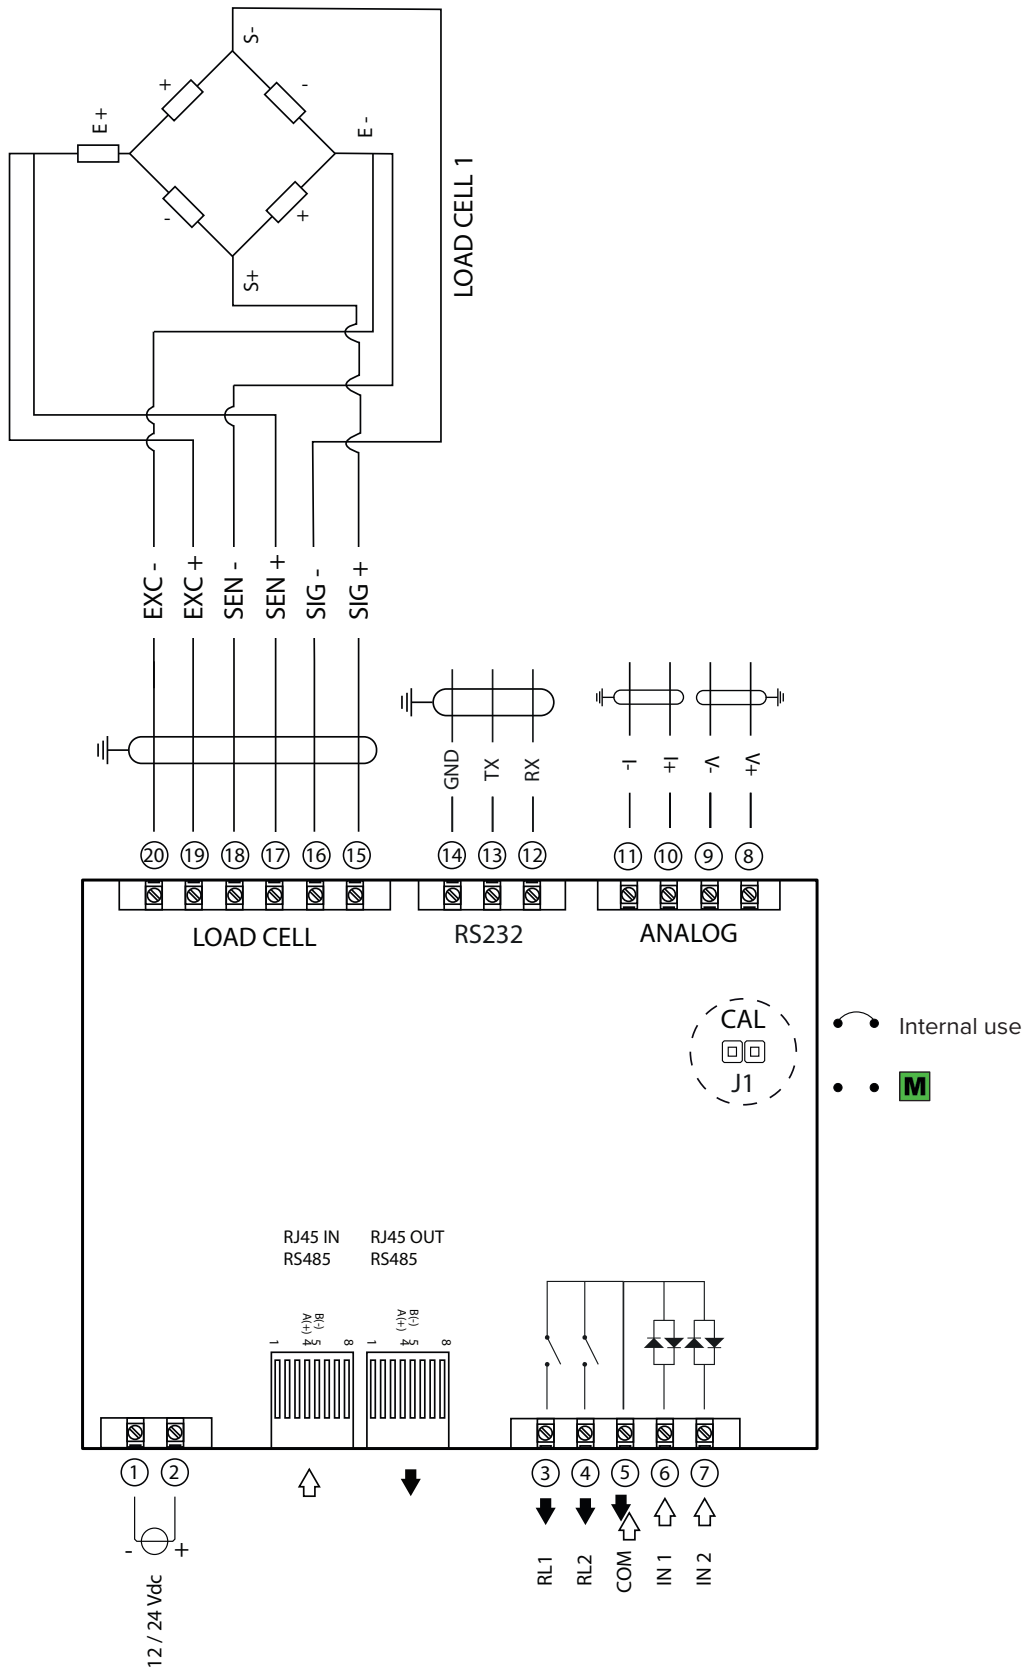 S-
+
-
E +
E -
-
+
S+
LOAD CELL 1
EXC -
EXC +
SEN -
SEN +
SIG -
SIG +
GND
TX
RX
I-
I+
V-
V+
20
19
18
17
16
15
14
13
12
11
10
9
8
LOAD CELL
RS232
ANALOG
CAL
J1
Internal use
M
RJ45 IN
RS485
RJ45 OUT
RS485
1
A(+) 4
B(-) 5
8
1
A(+) 4
B(-) 5
8
1
2
3
4
5
6
7
- +
12 / 24 Vdc
RL1
RL2
COM
IN 1
IN 2